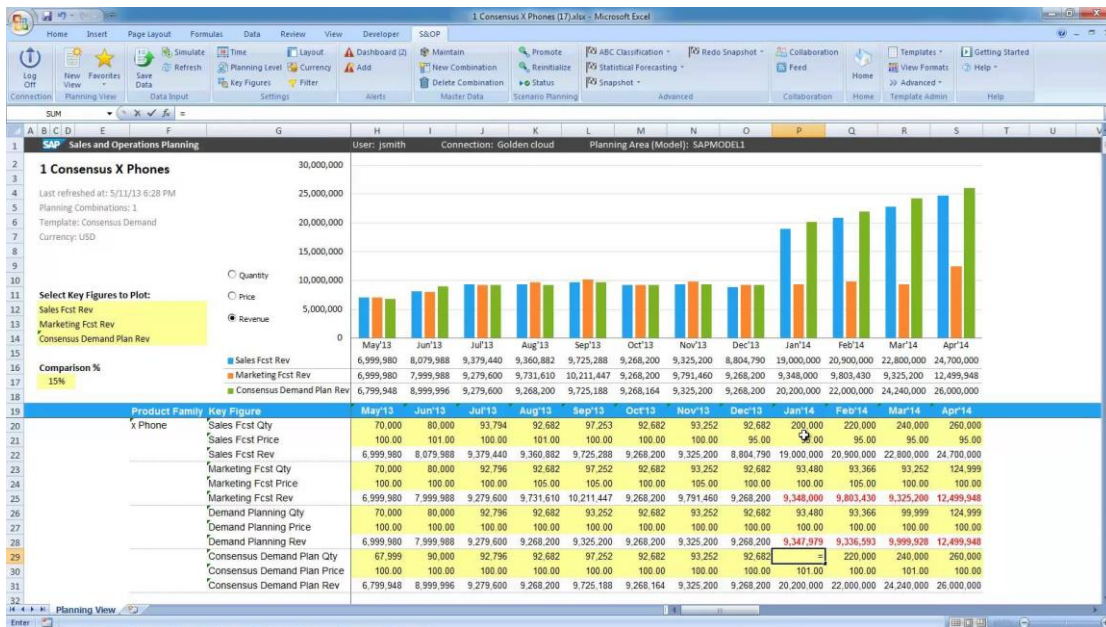 1 Consensus X Phones (17).xlsx - Microsoft Excel
Home Insert Page Layout Formulas Data Review View Developer S&OP
Log Off
Connection
New View
Favorites
Planning View
Save Data
Simulate
Refresh
Data Input
Time
Planning Level
Key Figures
Layout
Currency
Filter
Settings
Dashboard (2)
Add
Alerts
Maintain
New Combination
Delete Combination
Master Data
Promote
Reinitialize
Status
Scenario Planning
ABC Classification
Statistical Forecasting
Snapshot
Redo Snapshot
Advanced
Collaboration
Feed
Collaboration
Home
Home
Templates
View Formats
Advanced
Template Admin
Getting Started
Help
Help
SUM fx =
A B C D E F G H I J K L M N O P Q R S T U V
1 SAP Sales and Operations Planning User: jsmith Connection: Golden cloud Planning Area (Model): SAPMODEL1
2 1 Consensus X Phones 30,000,000
3
4 Last refreshed at: 5/11/13 6:28 PM 25,000,000
5 Planning Combinations: 1
6 Template: Consensus Demand 20,000,000
7 Currency: USD
8 15,000,000
9
10 Quantity 10,000,000
11 Select Key Figures to Plot: Price
12 Sales Fcst Rev 5,000,000
13 Marketing Fcst Rev Revenue
14 Consensus Demand Plan Rev 0
May'13 Jun'13 Jul'13 Aug'13 Sep'13 Oct'13 Nov'13 Dec'13 Jan'14 Feb'14 Mar'14 Apr'14
15 Sales Fcst Rev 6,999,980 8,079,988 9,379,440 9,360,882 9,725,288 9,268,200 9,325,200 8,804,790 19,000,000 20,900,000 22,800,000 24,700,000
16 Comparison %
17 15% Marketing Fcst Rev 6,999,980 7,999,988 9,279,600 9,731,610 10,211,447 9,268,200 9,791,460 9,268,200 9,348,000 9,803,430 9,325,200 12,499,948
18 Consensus Demand Plan Rev 6,799,948 8,999,996 9,279,600 9,268,200 9,725,188 9,268,164 9,325,200 9,268,200 20,200,000 22,000,000 24,240,000 26,000,000
19 Product Family Key Figure May'13 Jun'13 Jul'13 Aug'13 Sep'13 Oct'13 Nov'13 Dec'13 Jan'14 Feb'14 Mar'14 Apr'14
20 x Phone Sales Fcst Qty 70,000 80,000 93,794 92,682 97,253 92,682 93,252 92,682 200,000 220,000 240,000 260,000
21 Sales Fcst Price 100.00 101.00 100.00 101.00 100.00 100.00 100.00 95.00 95.00 95.00 95.00
22 Sales Fcst Rev 6,999,980 8,079,988 9,379,440 9,360,882 9,725,288 9,268,200 9,325,200 8,804,790 19,000,000 20,900,000 22,800,000 24,700,000
23 Marketing Fcst Qty 70,000 80,000 92,796 92,682 97,252 92,682 93,252 92,682 93,480 93,366 93,252 124,999
24 Marketing Fcst Price 100.00 100.00 100.00 105.00 105.00 100.00 105.00 100.00 100.00 105.00 100.00 100.00
25 Marketing Fcst Rev 6,999,980 7,999,988 9,279,600 9,731,610 10,211,447 9,268,200 9,791,460 9,268,200 9,348,000 9,803,430 9,325,200 12,499,948
26 Demand Planning Qty 70,000 80,000 92,796 92,682 97,252 92,682 93,252 92,682 93,480 93,366 99,999 124,999
27 Demand Planning Price 100.00 100.00 100.00 100.00 100.00 100.00 100.00 100.00 100.00 100.00 100.00 100.00
28 Demand Planning Rev 6,999,980 7,999,988 9,279,600 9,268,200 9,325,200 9,268,200 9,325,200 9,268,200 9,347,979 9,336,593 9,999,928 12,499,948
29 Consensus Demand Plan Qty 67,999 90,000 92,796 92,682 97,252 92,682 93,252 92,682 = 220,000 240,000 260,000
30 Consensus Demand Plan Price 100.00 100.00 100.00 100.00 100.00 100.00 100.00 100.00 101.00 100.00 101.00 100.00
31 Consensus Demand Plan Rev 6,799,948 8,999,996 9,279,600 9,268,200 9,725,188 9,268,164 9,325,200 9,268,200 20,200,000 22,000,000 24,240,000 26,000,000
32
Planning View
Enter